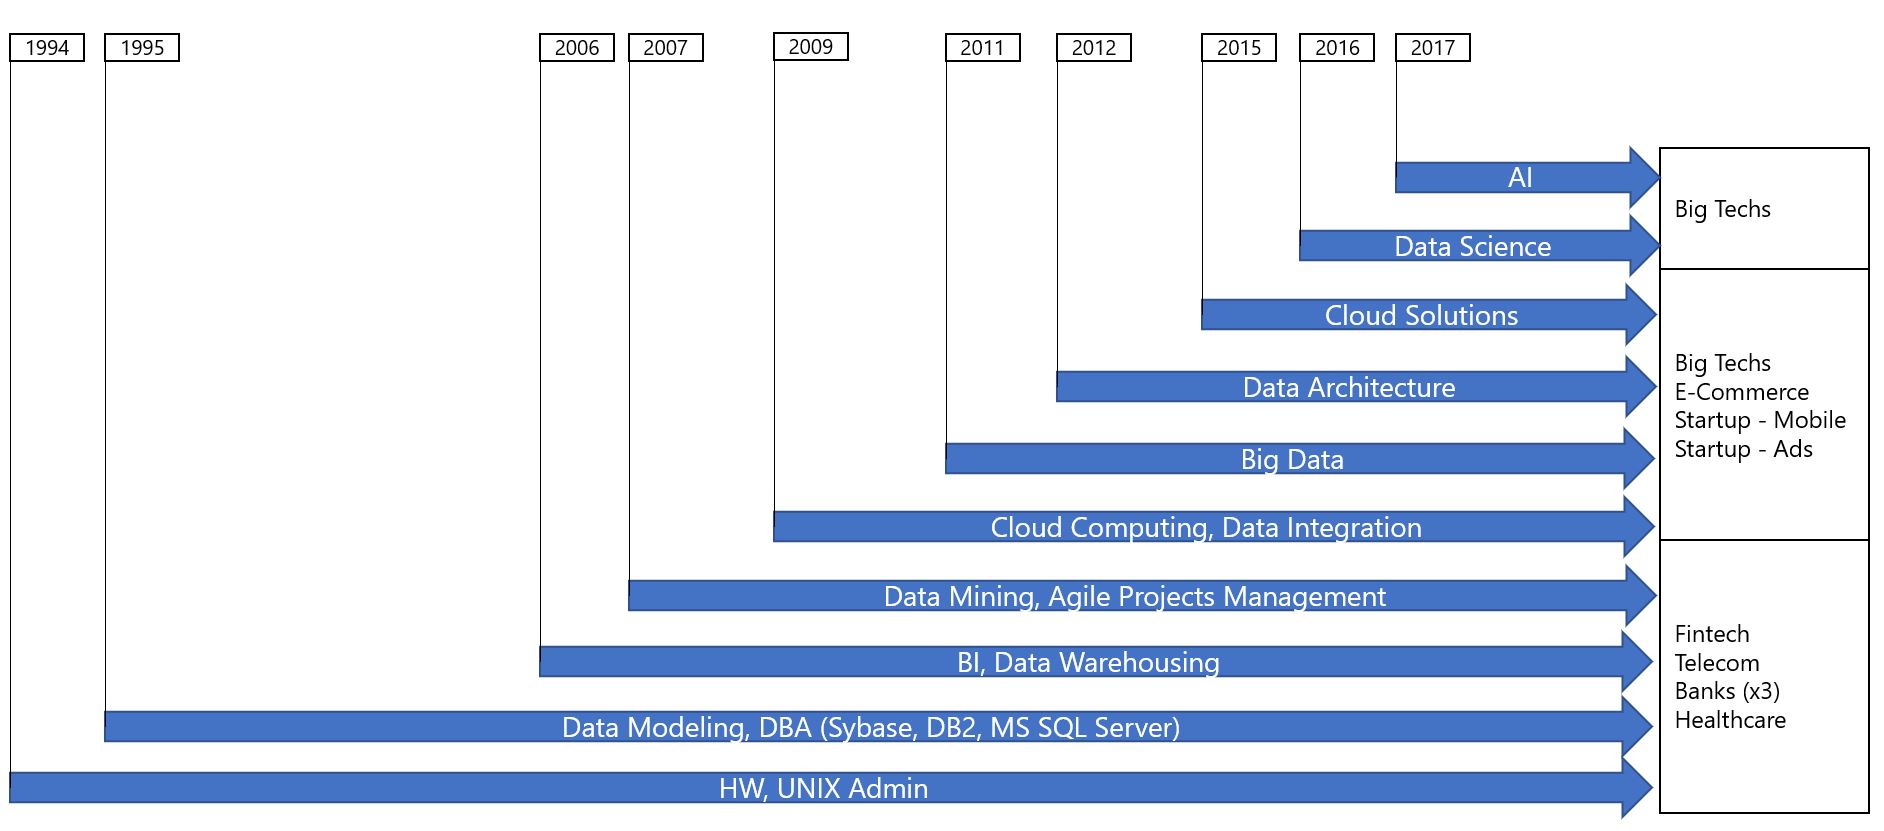 1994
1995
2006
2007
2009
2011
2012
2015
2016
2017
AI
Data Science
Big Techs
Cloud Solutions
Data Architecture
Big Data
Big Techs
E-Commerce
Startup - Mobile
Startup - Ads
Cloud Computing, Data Integration
Data Mining, Agile Projects Management
BI, Data Warehousing
Data Modeling, DBA (Sybase, DB2, MS SQL Server)
HW, UNIX Admin
Fintech
Telecom
Banks (x3)
Healthcare